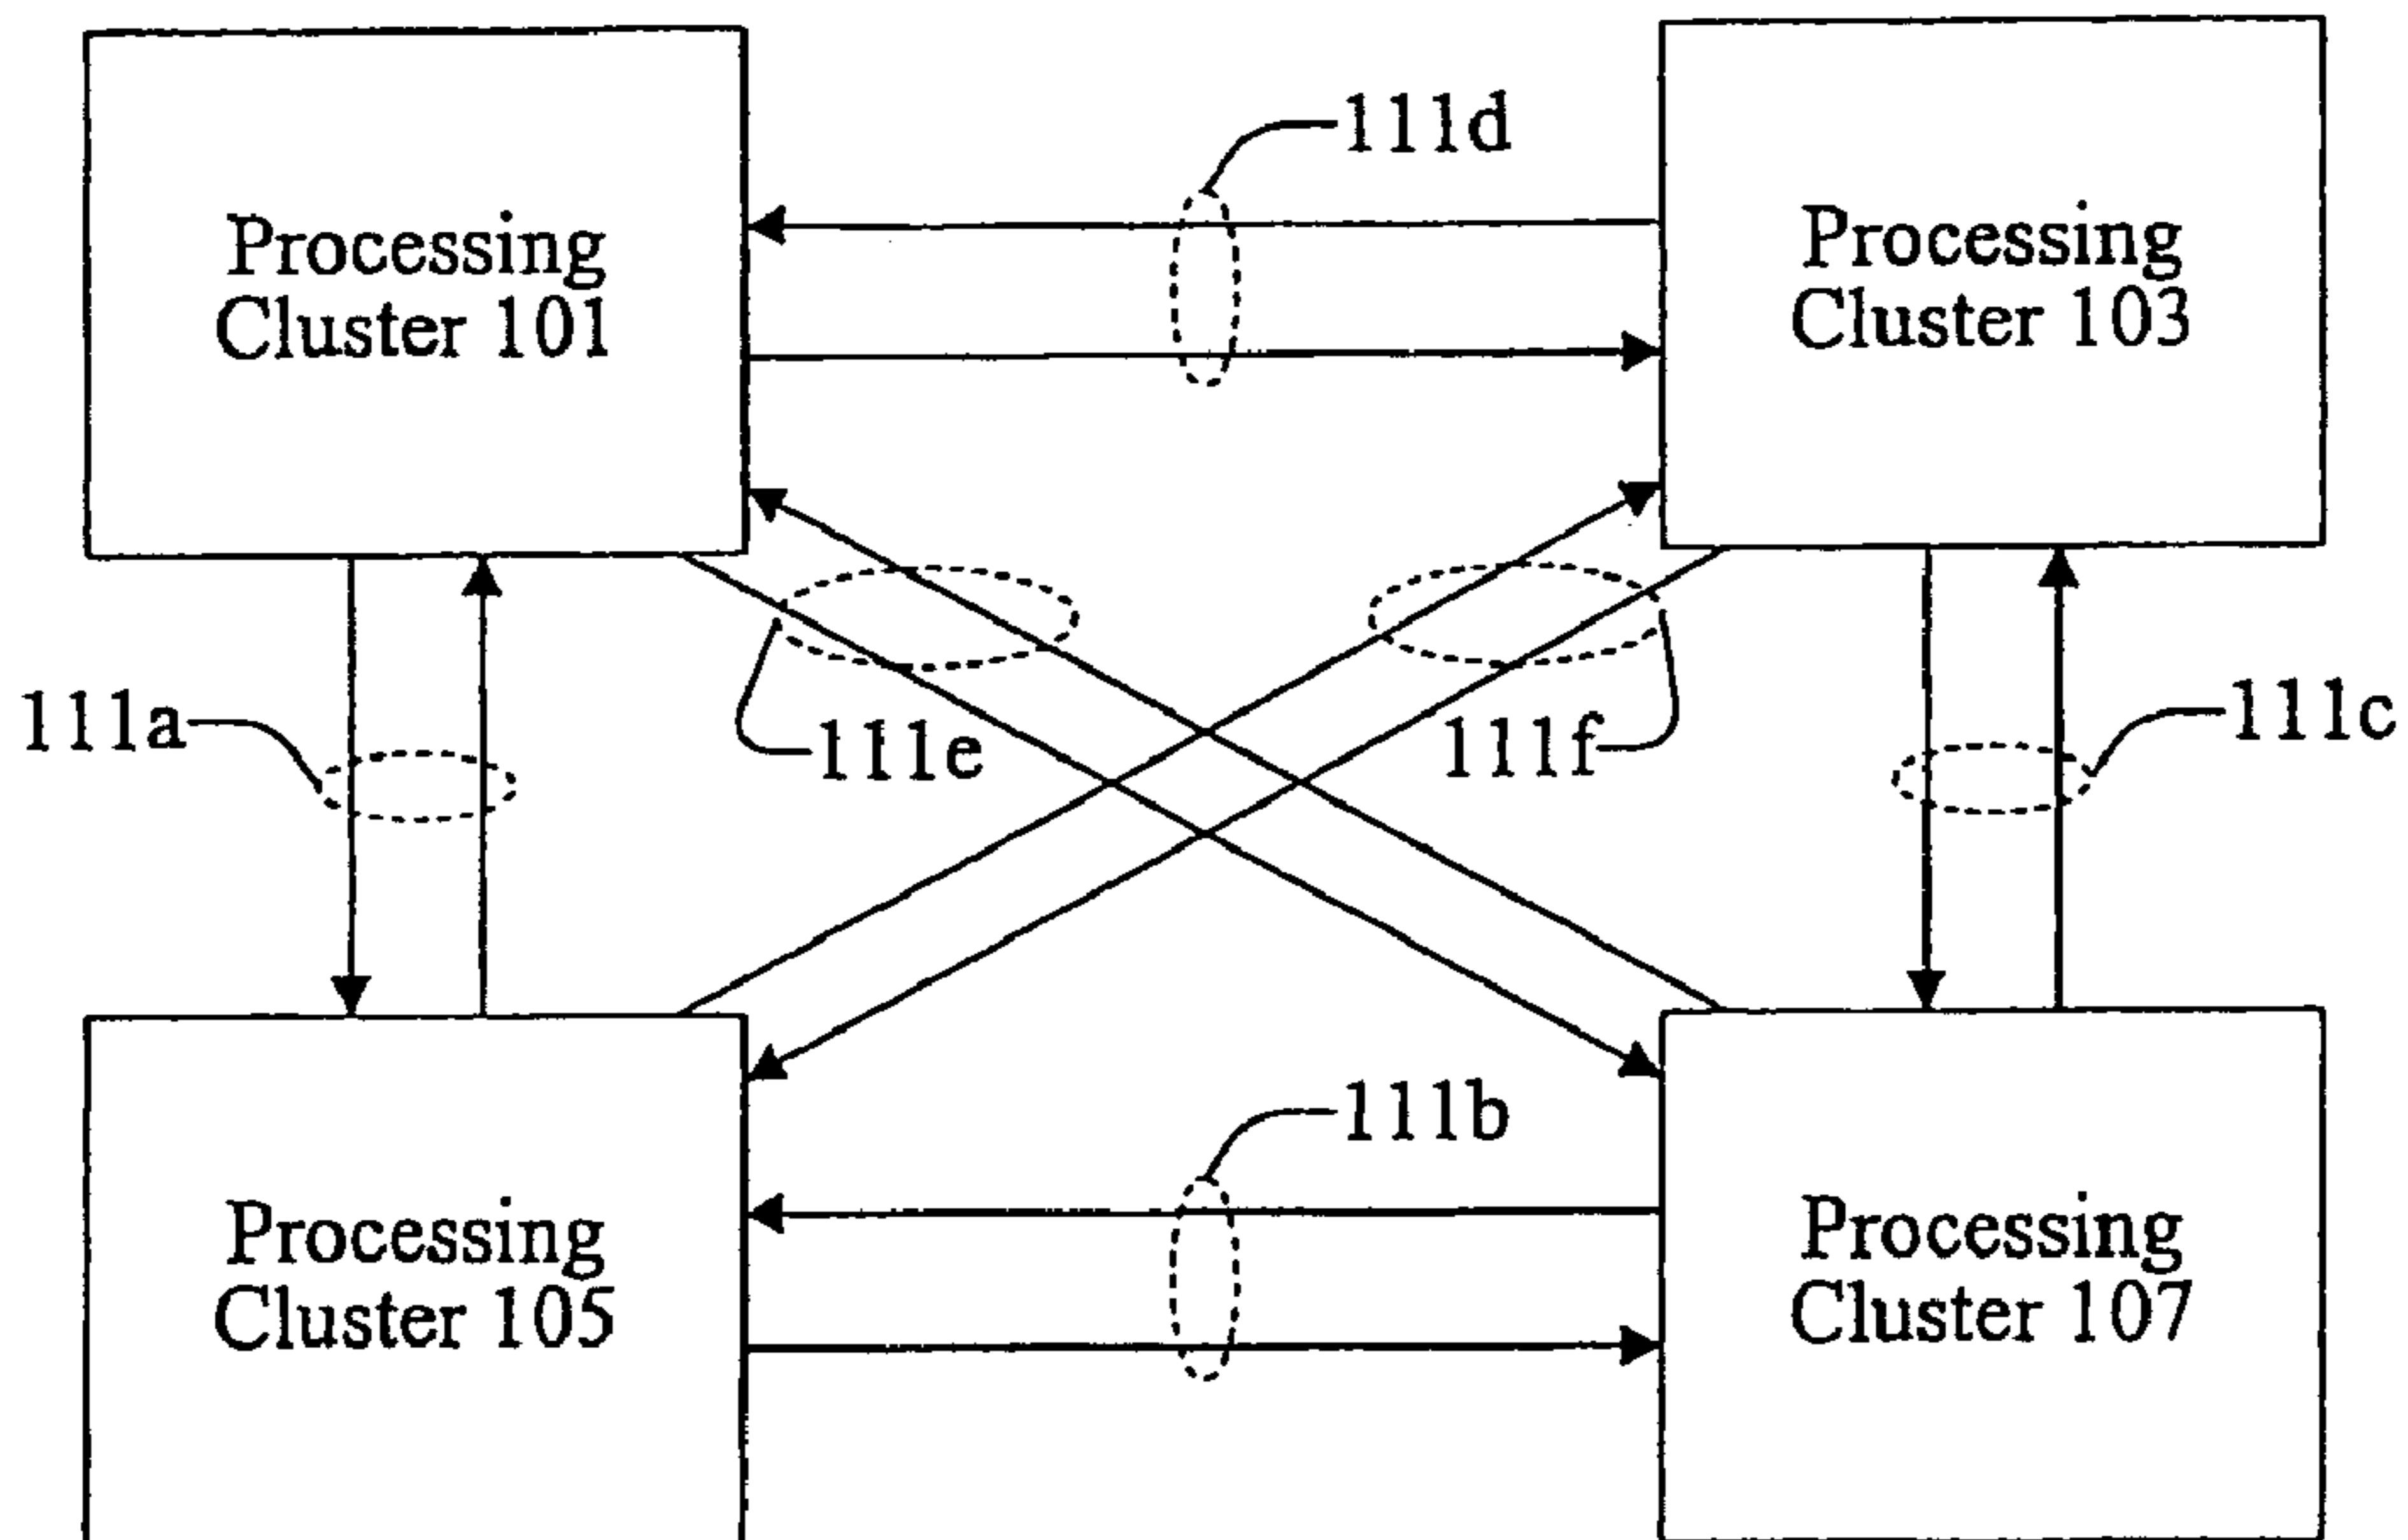 111d
Processing
Cluster 101
Processing
Cluster 103
111a
111e
111f
111c
111b
Processing
Cluster 105
Processing
Cluster 107